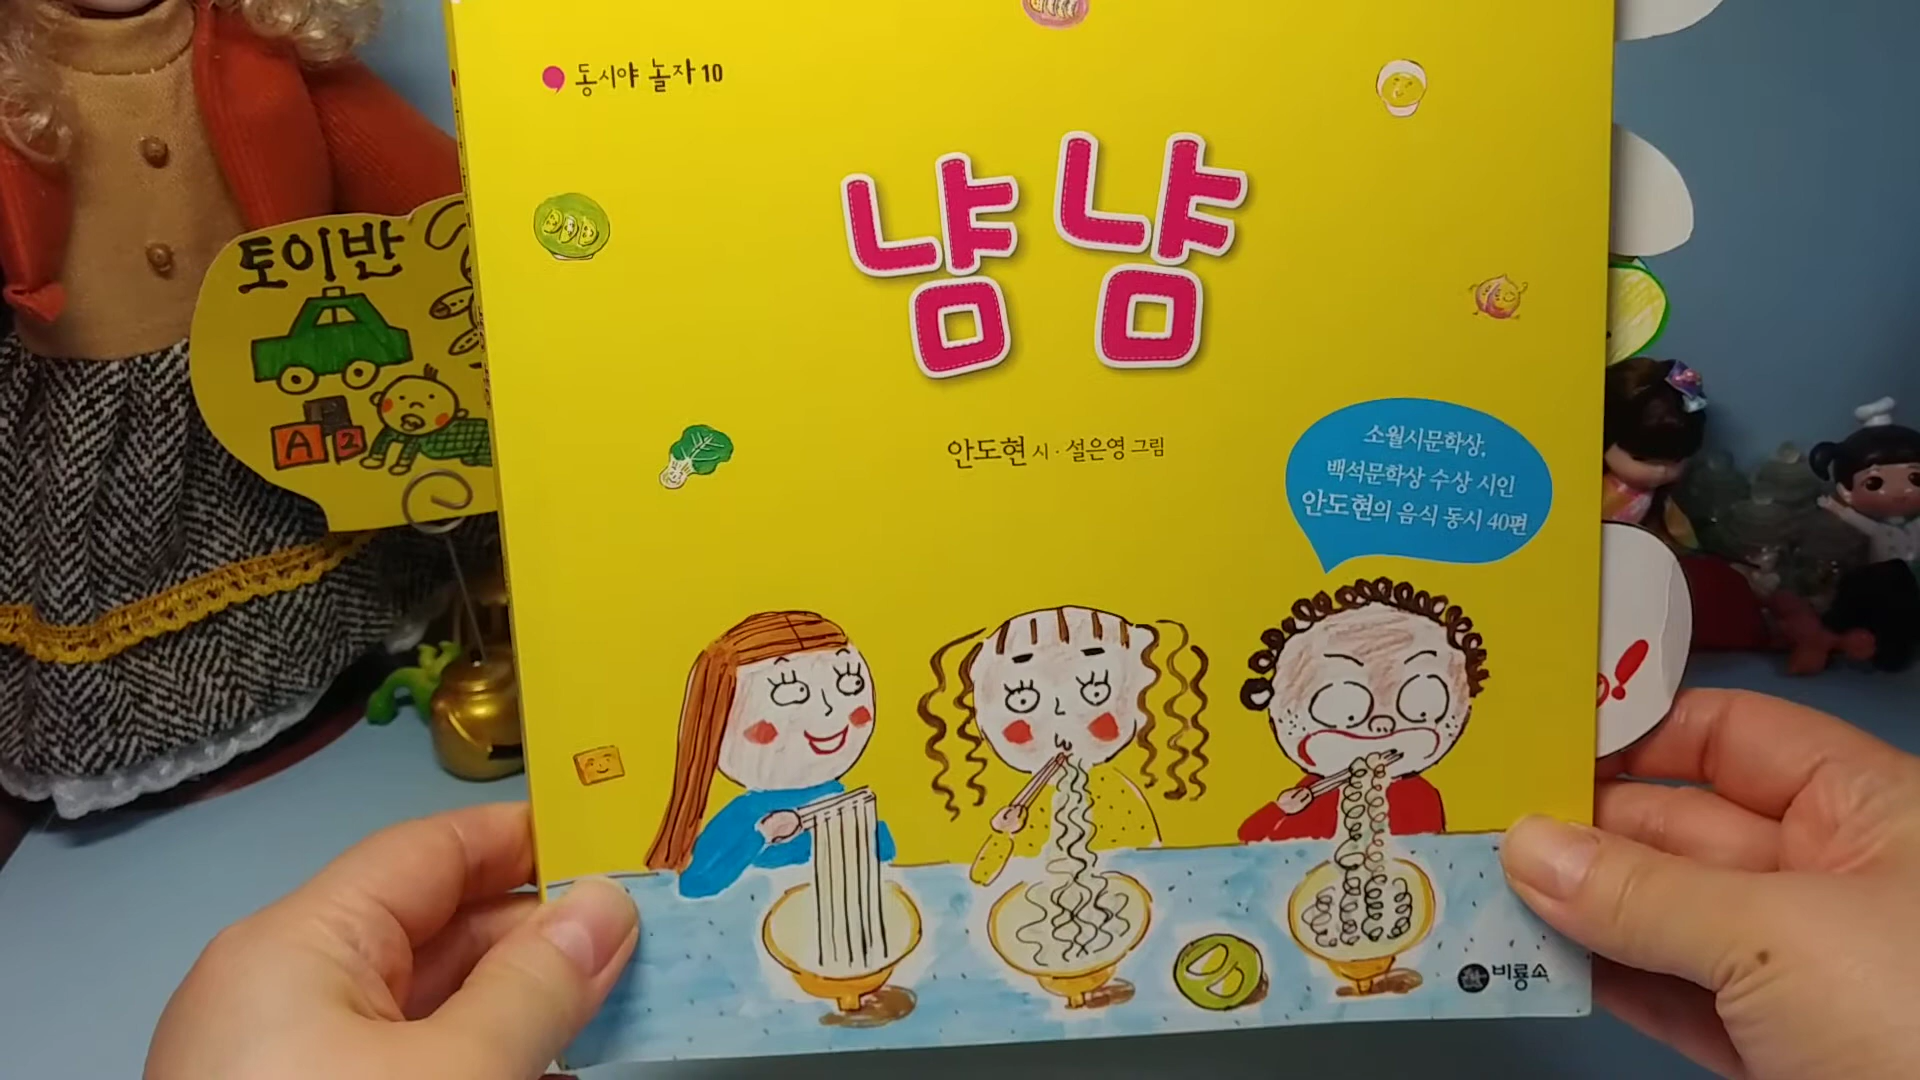 동시야 놀자 10
냠냠
안도현 시 · 설은영 그림
소월시문학상,
백석문학상 수상 시인
안도현의 음식 동시 40편
비룡소
토이반
A
2